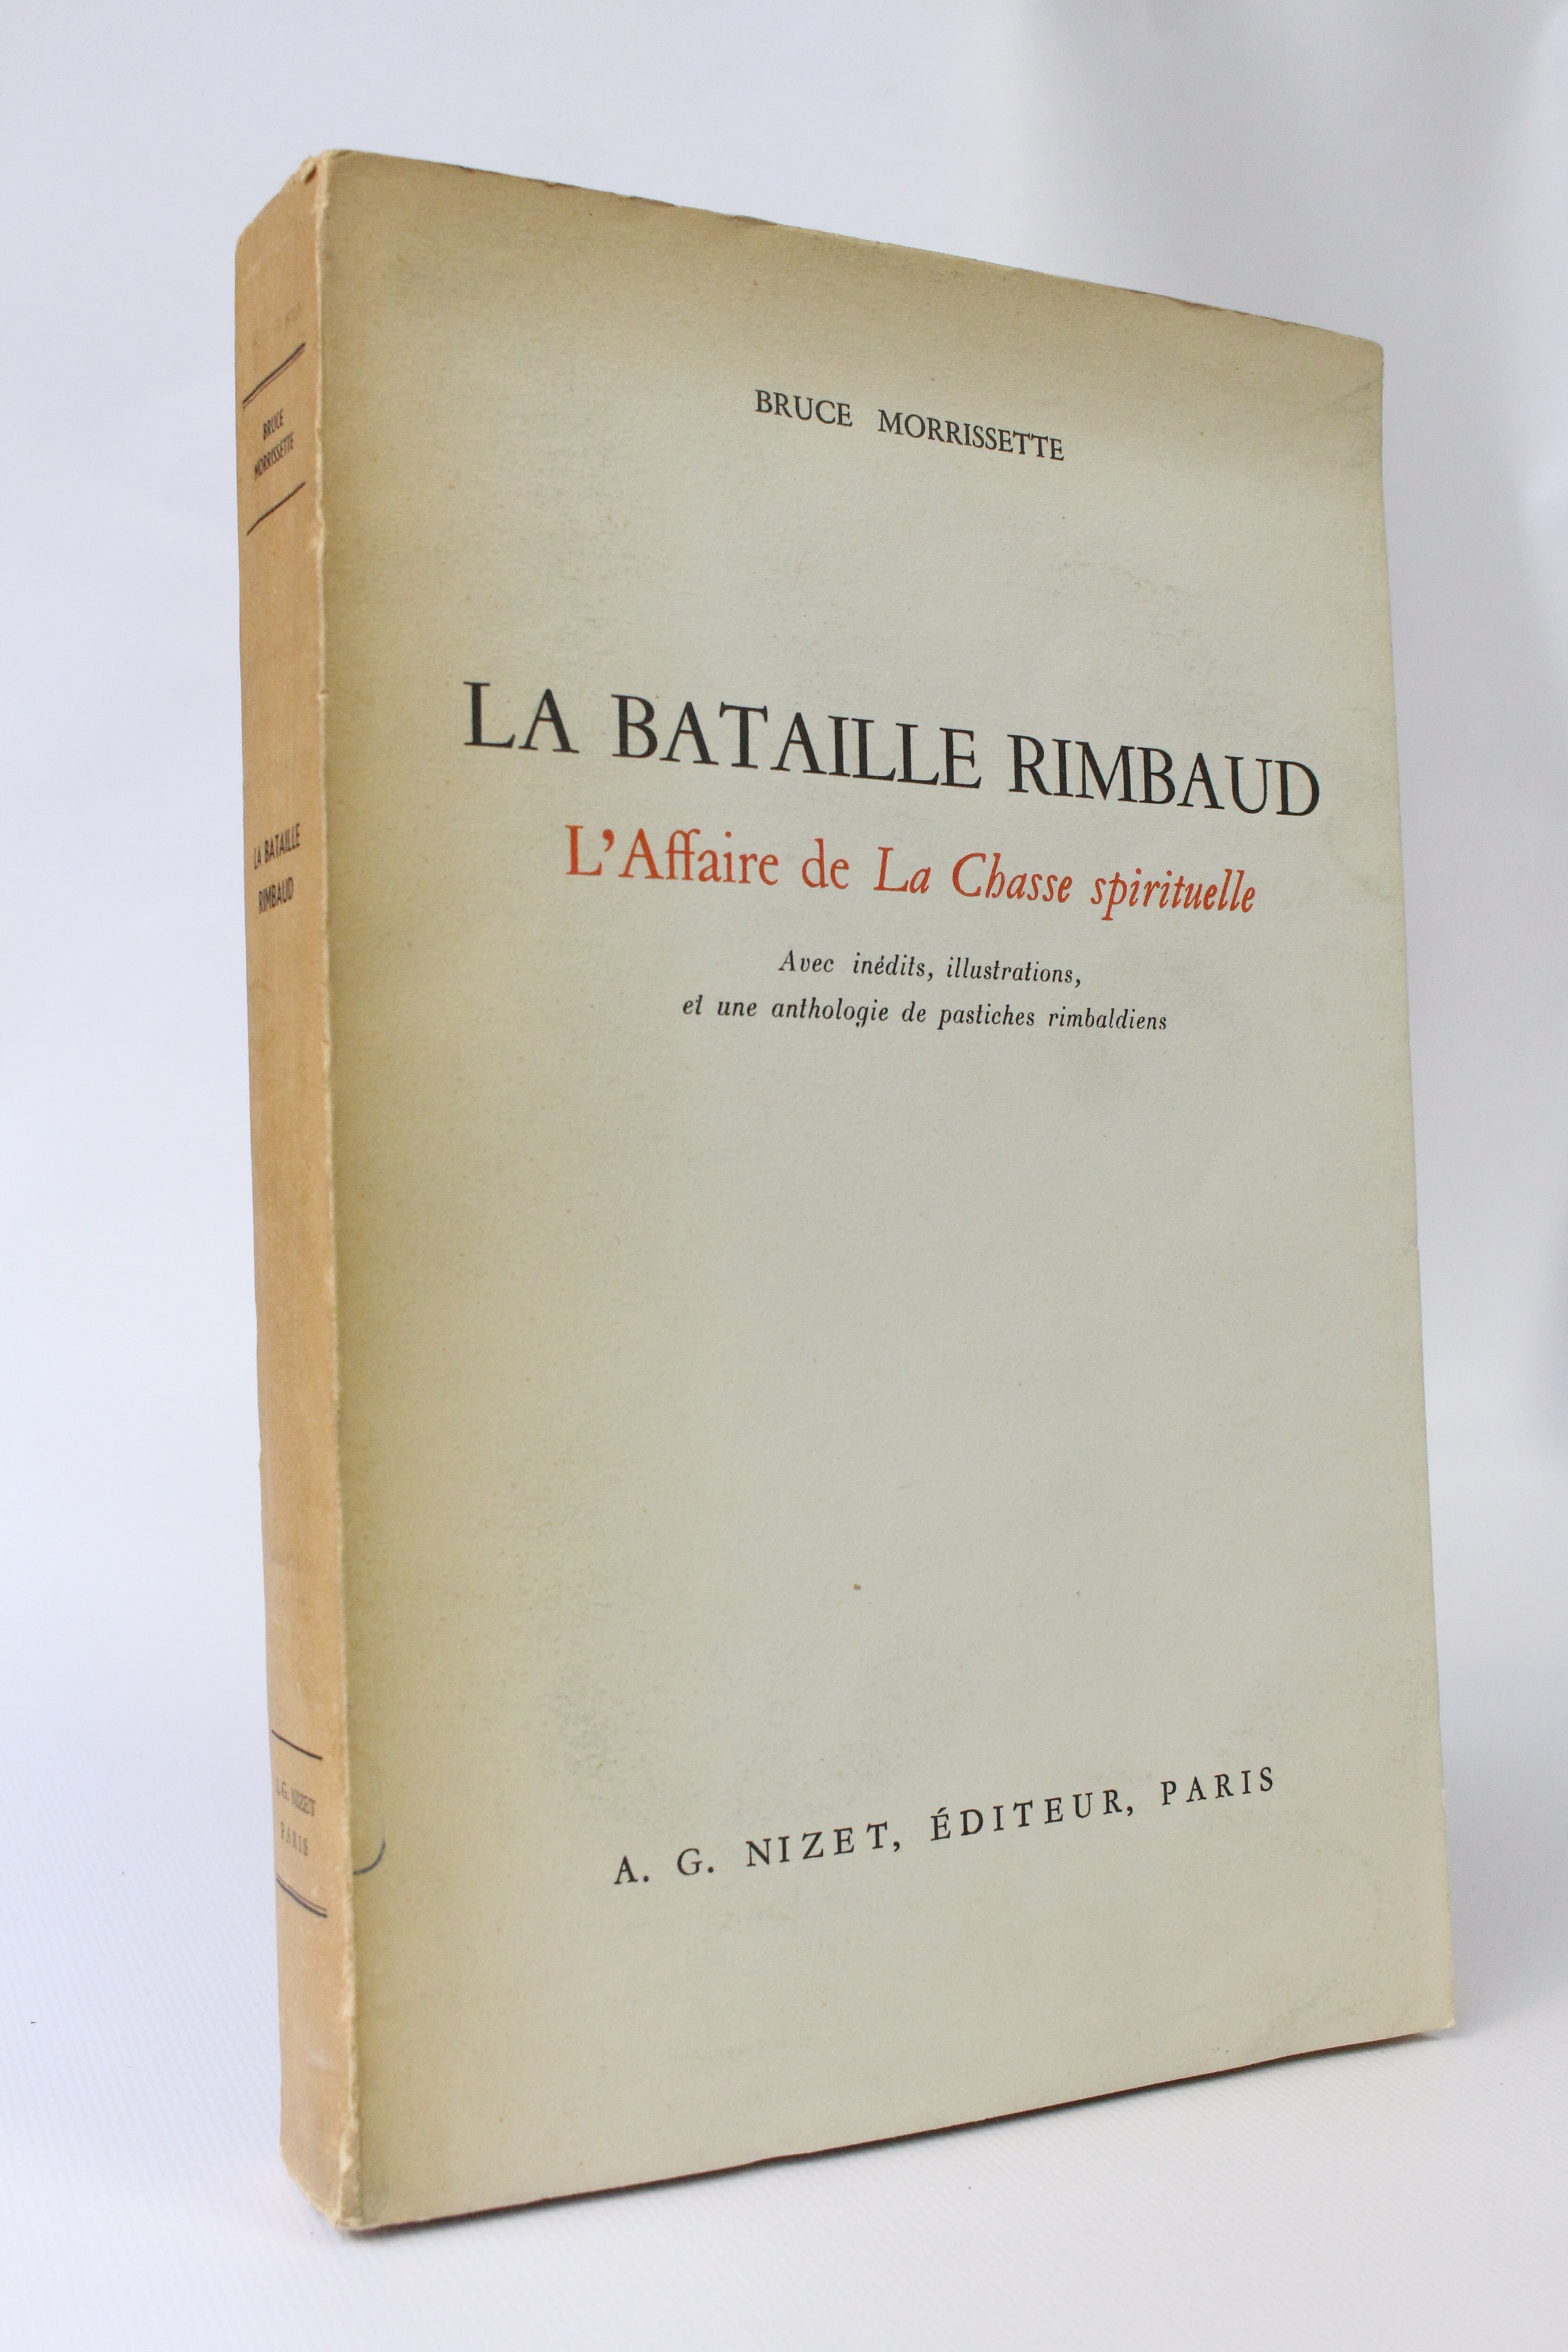 BRUCE
MORRISSETTE
LA BATAILLE
RIMBAUD
A. G. NIZET
PARIS
BRUCE MORRISSETTE
LA BATAILLE RIMBAUD
L'Affaire de La Chasse spirituelle
Avec inédits, illustrations,
et une anthologie de pastiches rimbaldiens
A. G. NIZET, ÉDITEUR, PARIS